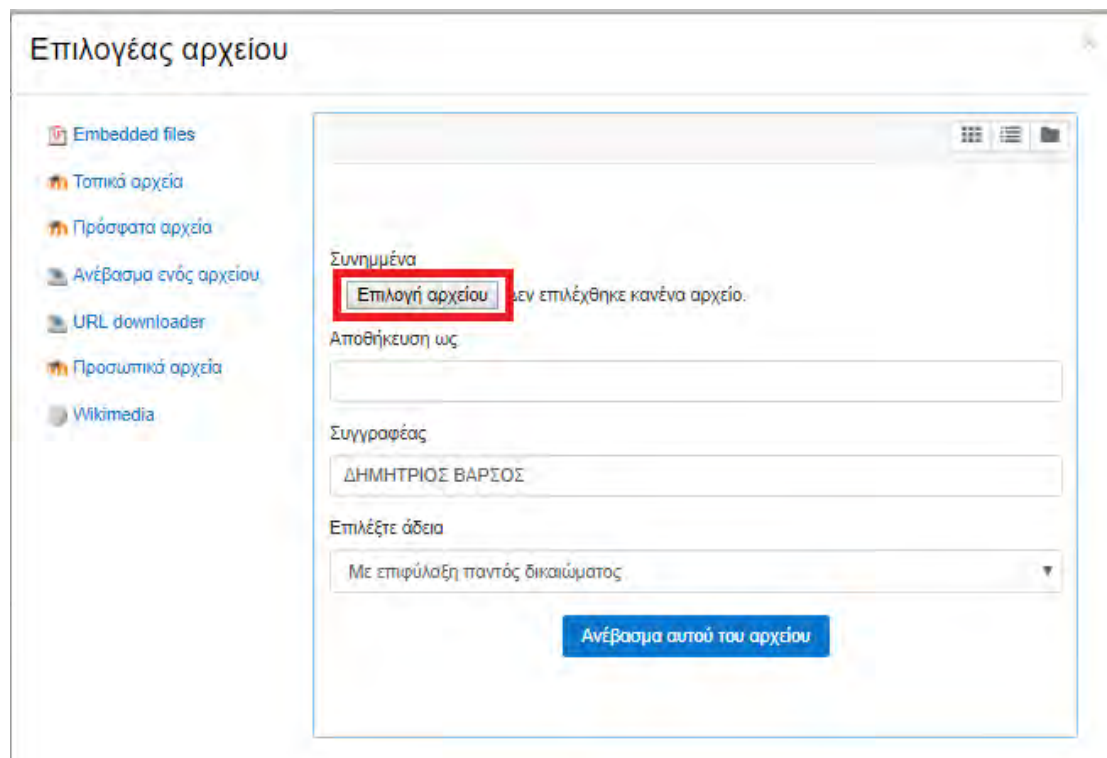 Επιλογέας αρχείου
Embedded files
Τοπικά αρχεία
Πρόσφατα αρχεία
Ανέβασμα ενός αρχείου
URL downloader
Προσωπικά αρχεία
Wikimedia
Συνημμένα
Επιλογή αρχείου Δεν επιλέχθηκε κανένα αρχείο.
Αποθήκευση ως
Συγγραφέας
ΔΗΜΗΤΡΙΟΣ ΒΑΡΣΟΣ
Επιλέξτε άδεια
Με επιφύλαξη παντός δικαιώματος
Ανέβασμα αυτού του αρχείου